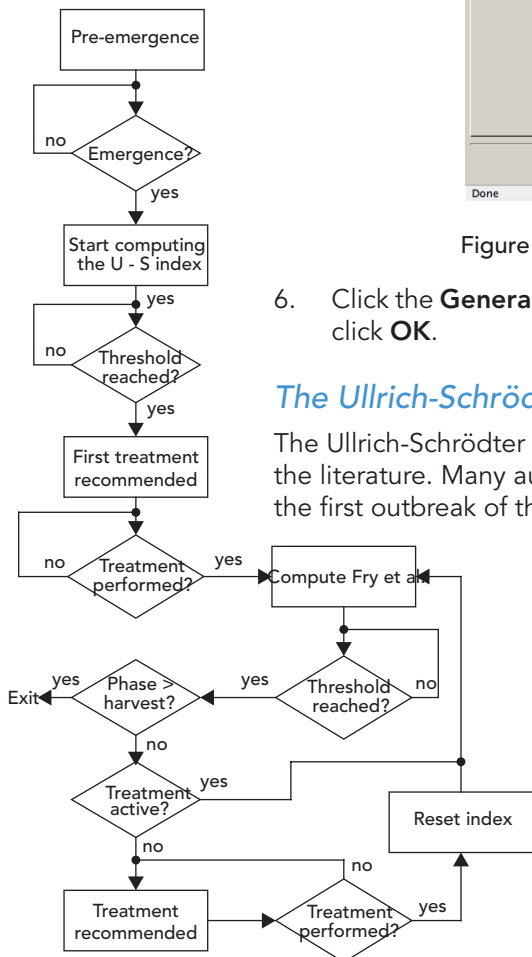 Pre-emergence
no
Emergence?
yes
Start computing
the U - S index
yes
no
Threshold
reached?
yes
First treatment
recommended
no
Treatment
performed?
yes
Compute Fry et al
no
Threshold
reached?
yes
Phase >
harvest?
yes
Exit
no
Treatment
active?
yes
no
Treatment
recommended
no
Treatment
performed?
yes
Reset index
Done
Figure
6. Click the Genera
click OK.
The Ullrich-Schröd
The Ullrich-Schrödter
the literature. Many au
the first outbreak of th